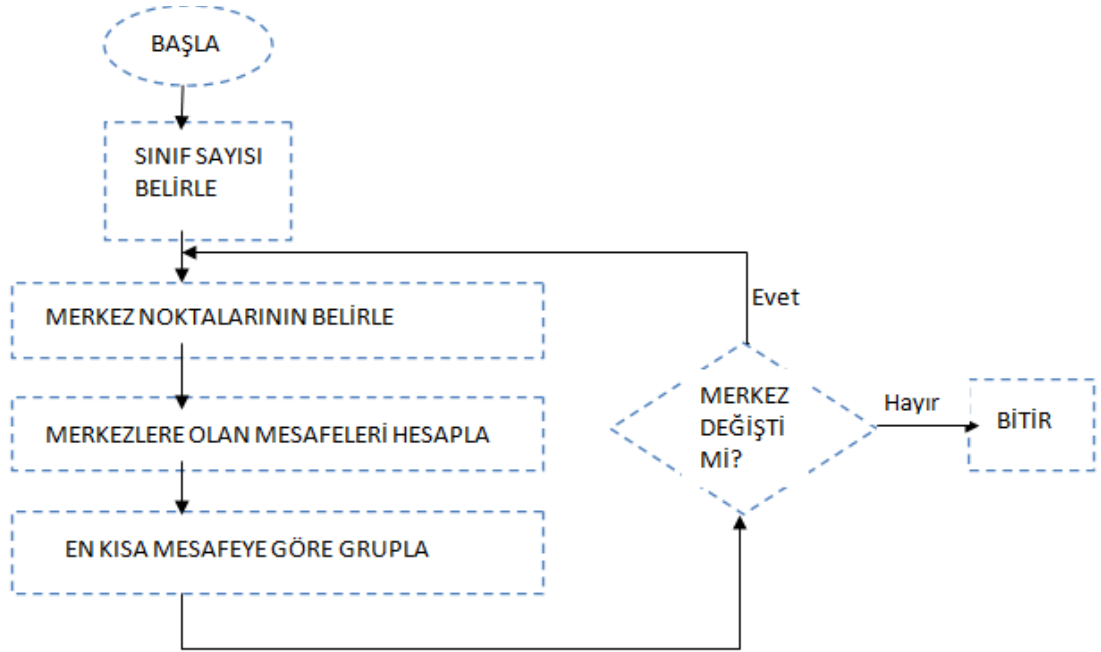 BAŞLA
SINIF SAYISI
BELİRLE
MERKEZ NOKTALARININ BELİRLE
MERKEZLERE OLAN MESAFELERİ HESAPLA
EN KISA MESAFEYE GÖRE GRUPLA
Evet
MERKEZ
DEĞİŞTİ
Mİ?
Hayır
BİTİR